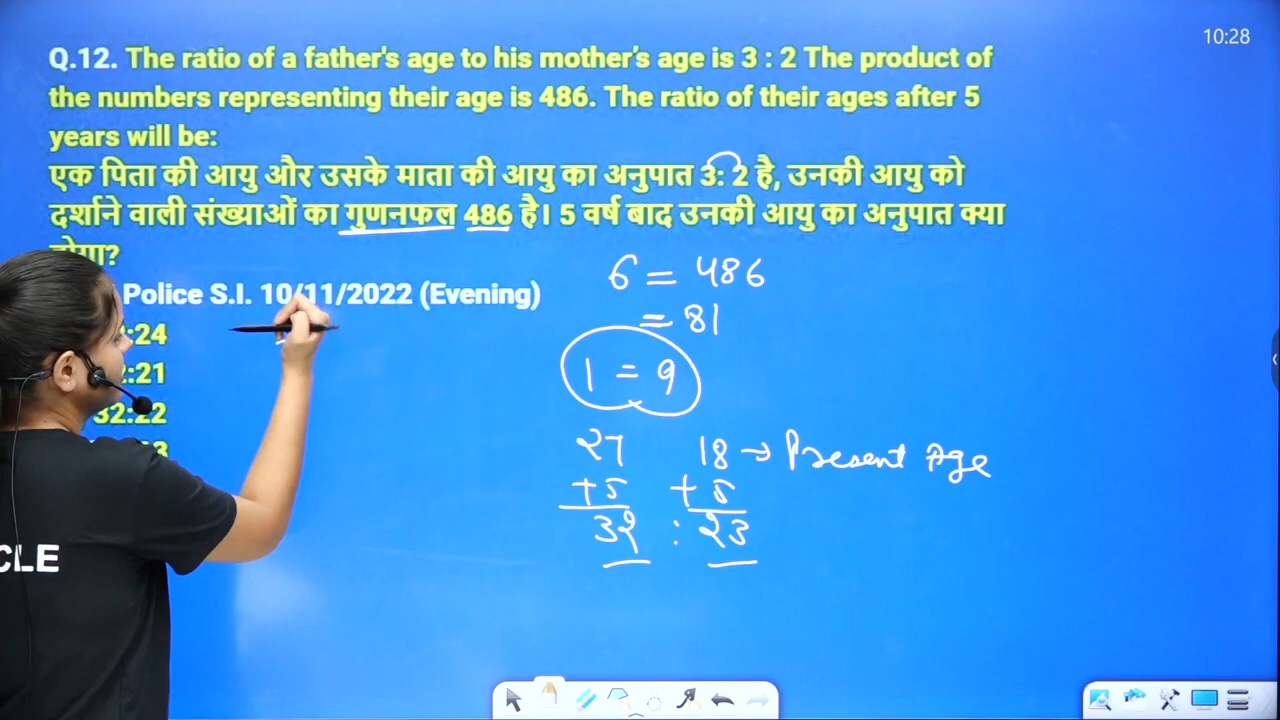 10:28
Q.12. The ratio of a father's age to his mother's age is 3 : 2 The product of
the numbers representing their age is 486. The ratio of their ages after 5
years will be:
एक पिता की आयु और उसके माता की आयु का अनुपात 3: 2 है, उनकी आयु को
दर्शाने वाली संख्याओं का गुणनफल 486 है। 5 वर्ष बाद उनकी आयु का अनुपात क्या
होगा?
Police S.I. 10/11/2022 (Evening)
:24
:21
32:22
6 = 486
= 81
1 = 9
27 18 → Present Age
+5 +5
32 : 23
CLE